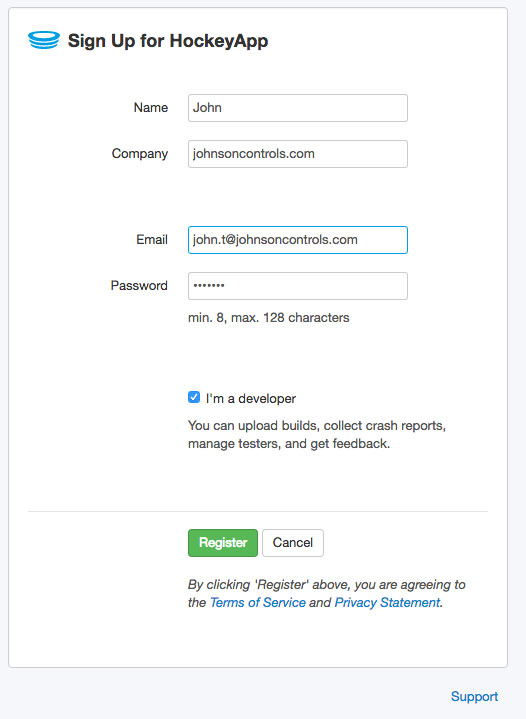 Sign Up for HockeyApp
Name John
Company johnsoncontrols.com
Email john.t@johnsoncontrols.com
Password •••••••
min. 8, max. 128 characters
I'm a developer
You can upload builds, collect crash reports,
manage testers, and get feedback.
Register Cancel
By clicking 'Register' above, you are agreeing to
the Terms of Service and Privacy Statement.
Support